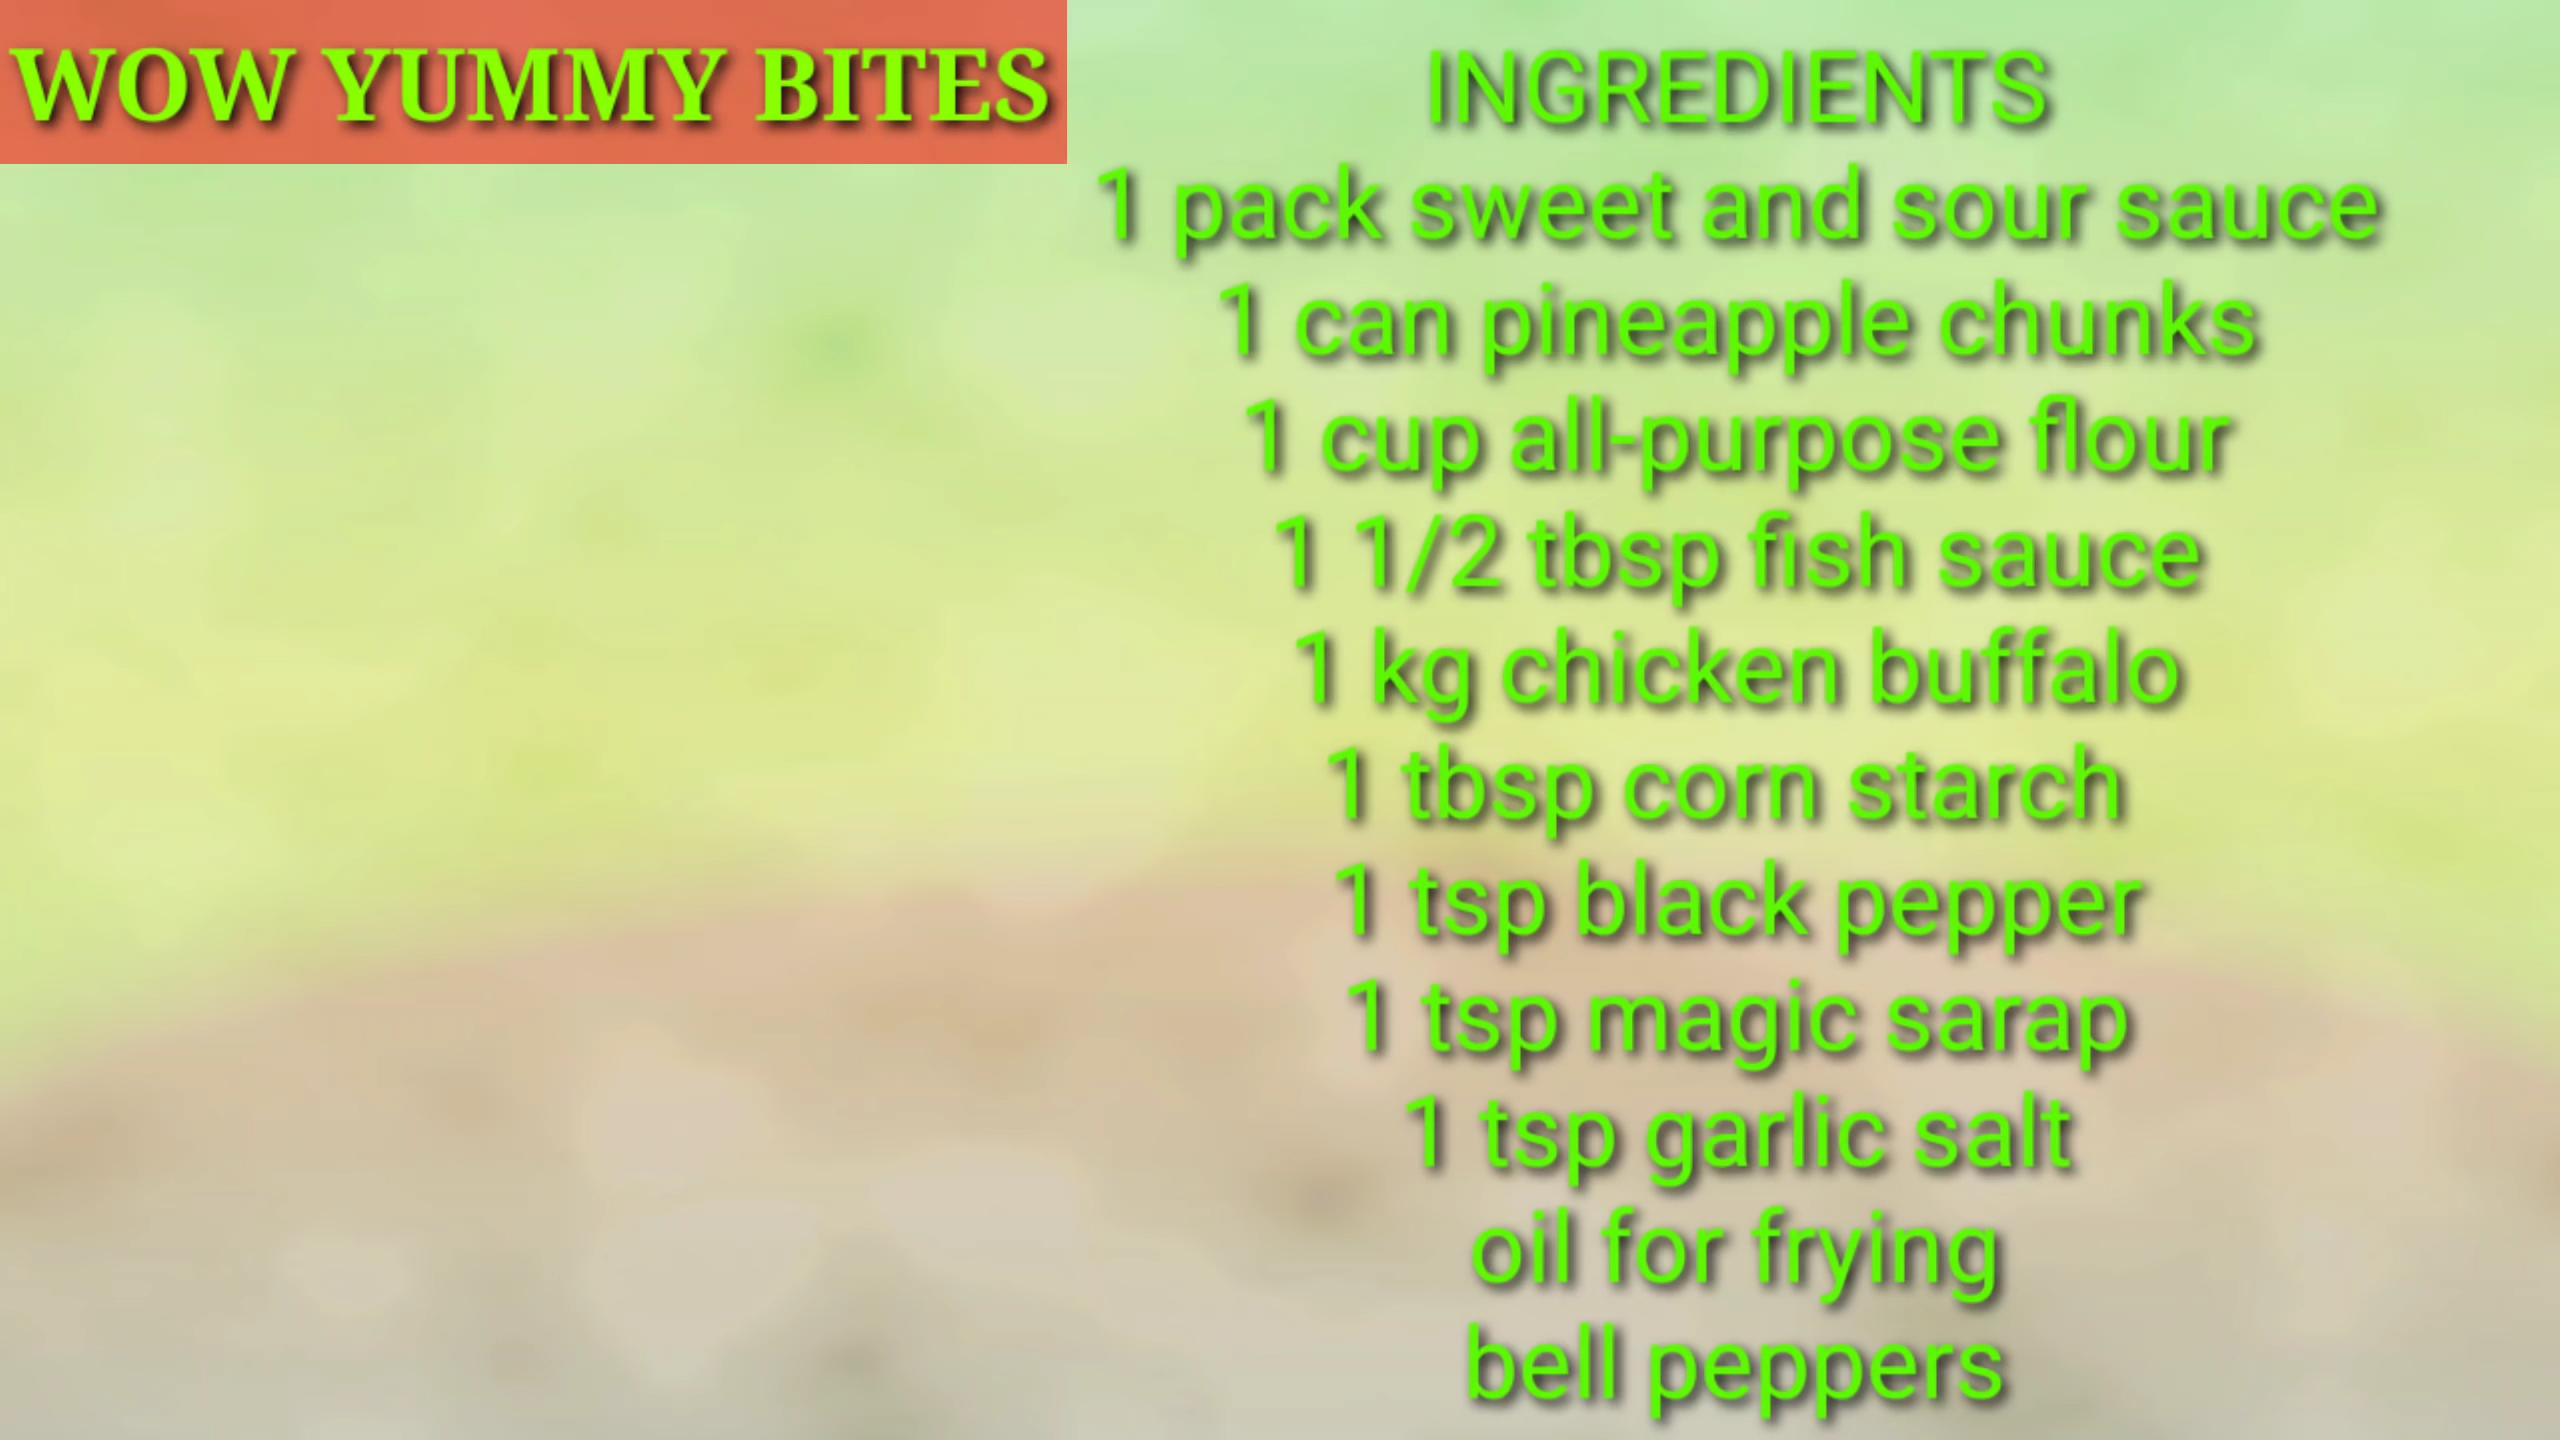 WOW YUMMY BITES
INGREDIENTS
1 pack sweet and sour sauce
1 can pineapple chunks
1 cup all-purpose flour
1 1/2 tbsp fish sauce
1 kg chicken buffalo
1 tbsp corn starch
1 tsp black pepper
1 tsp magic sarap
1 tsp garlic salt
oil for frying
bell peppers